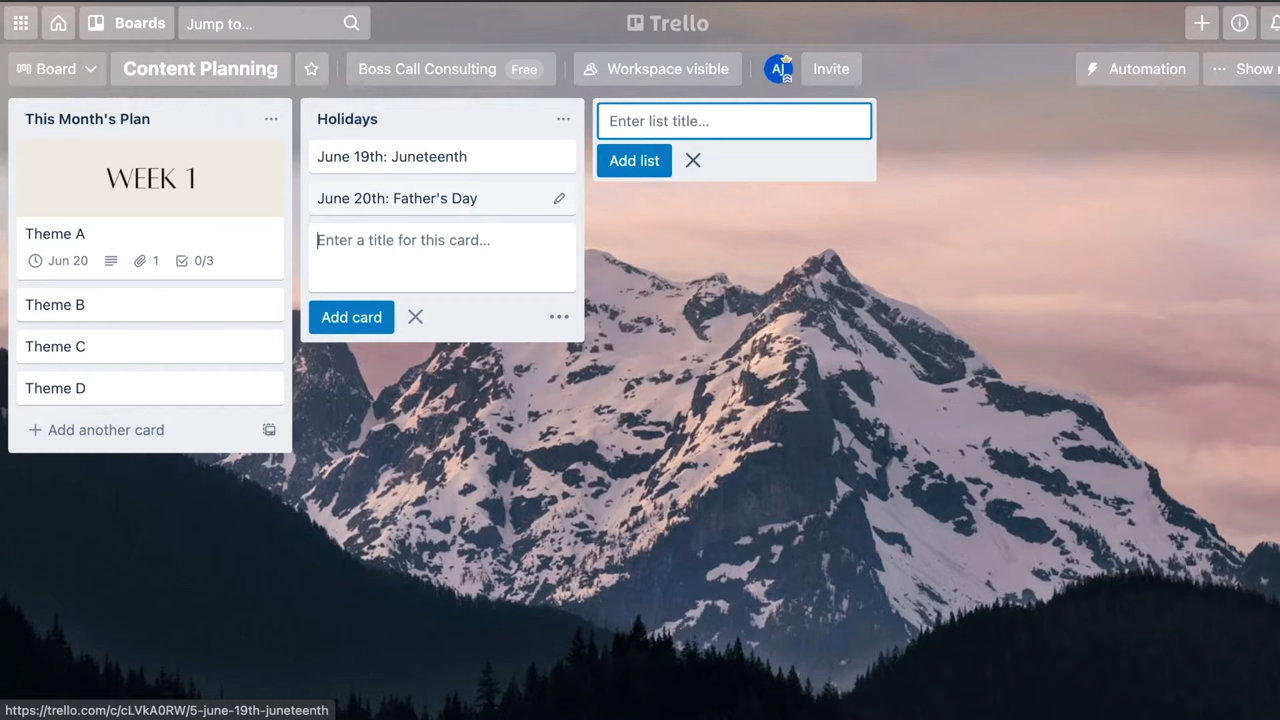 Boards
Jump to...
Trello
Board
Content Planning
Boss Call Consulting Free
Workspace visible
AJ
Invite
Automation
Show
This Month's Plan
WEEK 1
Theme A
Jun 20 1 0/3
Theme B
Theme C
Theme D
Add another card
Holidays
June 19th: Juneteenth
June 20th: Father's Day
Enter a title for this card...
Add card
Enter list title...
Add list
https://trello.com/c/cLVkA0RW/5-june-19th-juneteenth